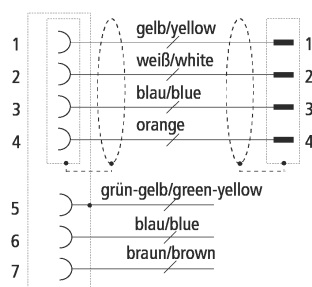 gelb/yellow
1 1
weiß/white
2 2
blau/blue
3 3
orange
4 4
grün-gelb/green-yellow
5
blau/blue
6
braun/brown
7